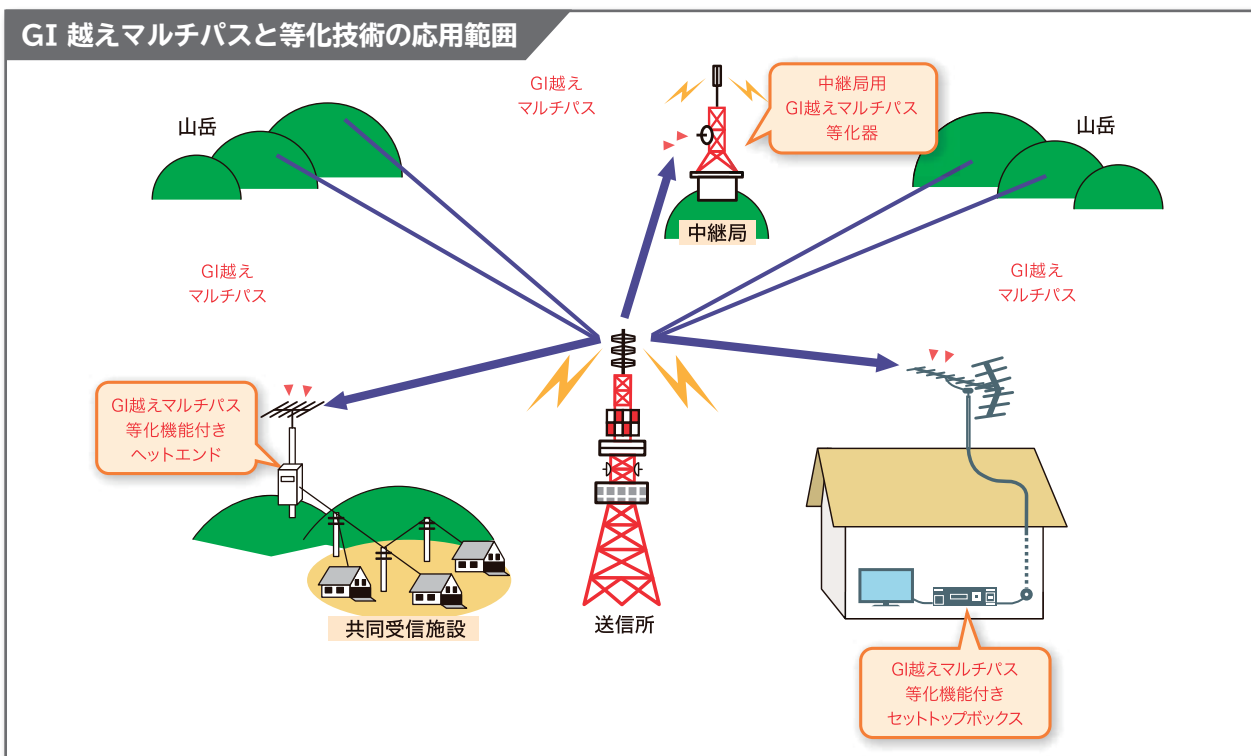 GI 越えマルチパスと等化技術の応用範囲
GI越え
マルチパス
中継局用
GI越えマルチパス
等化器
山岳
山岳
中継局
GI越え
マルチパス
GI越え
マルチパス
GI越えマルチパス
等化機能付き
ヘットエンド
共同受信施設
送信所
GI越えマルチパス
等化機能付き
セットトップボックス